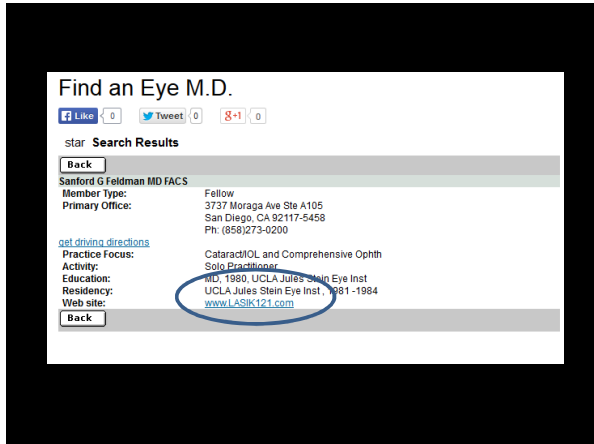 Find an Eye M.D.
Like 0 Tweet 0 g+1 0
star Search Results
Back
Sanford G Feldman MD FACS
Member Type: Fellow
Primary Office: 3737 Moraga Ave Ste A105
San Diego, CA 92117-5458
Ph: (858)273-0200
get driving directions
Practice Focus: Cataract/IOL and Comprehensive Ophth
Activity: Solo Practitioner
Education: MD, 1980, UCLA Jules Stein Eye Inst
Residency: UCLA Jules Stein Eye Inst , 1981 -1984
Web site: www.LASIK121.com
Back